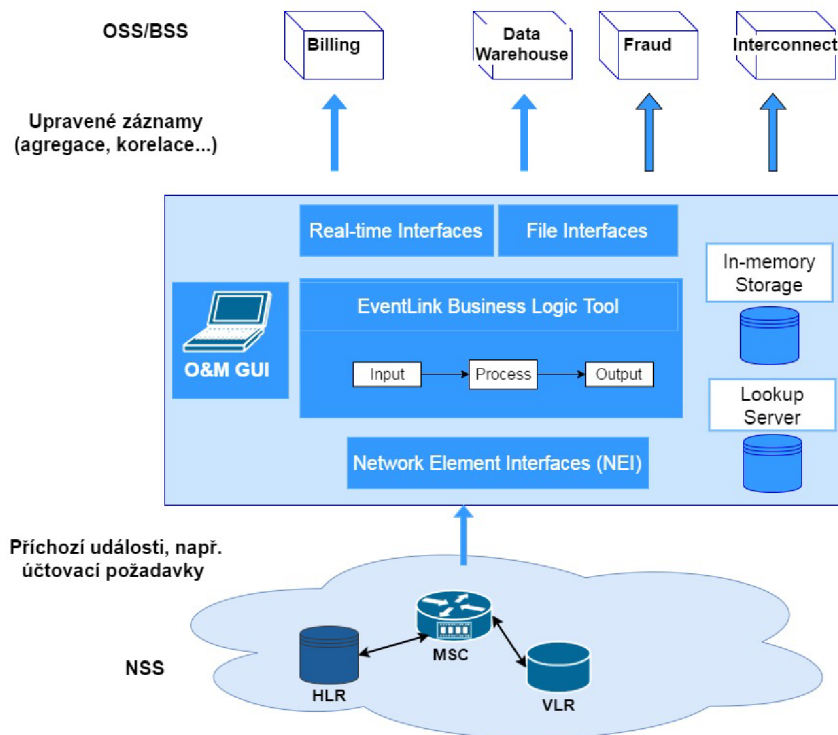 OSS/BSS
Billing
Data
Warehouse
Fraud
Interconnect
Upravené záznamy
(agregace, korelace...)
Real-time Interfaces
File Interfaces
In-memory
Storage
EventLink Business Logic Tool
O&M GUI
Input
Process
Output
Lookup
Server
Network Element Interfaces (NEI)
Příchozí události, např.
účtovací požadavky
MSC
NSS
HLR
VLR